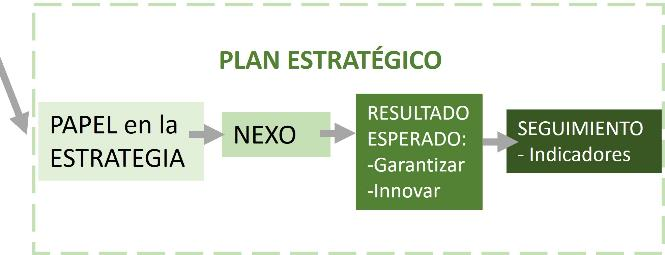 PLAN ESTRATÉGICO
PAPEL en la
ESTRATEGIA
NEXO
RESULTADO
ESPERADO:
-Garantizar
-Innovar
SEGUIMIENTO
- Indicadores